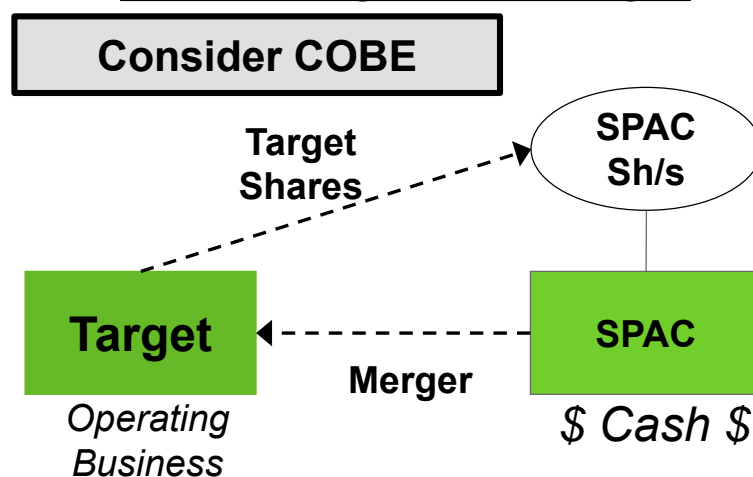 Consider COBE
Target
Shares
SPAC
Sh/s
Target
SPAC
Merger
Operating
Business
$ Cash $